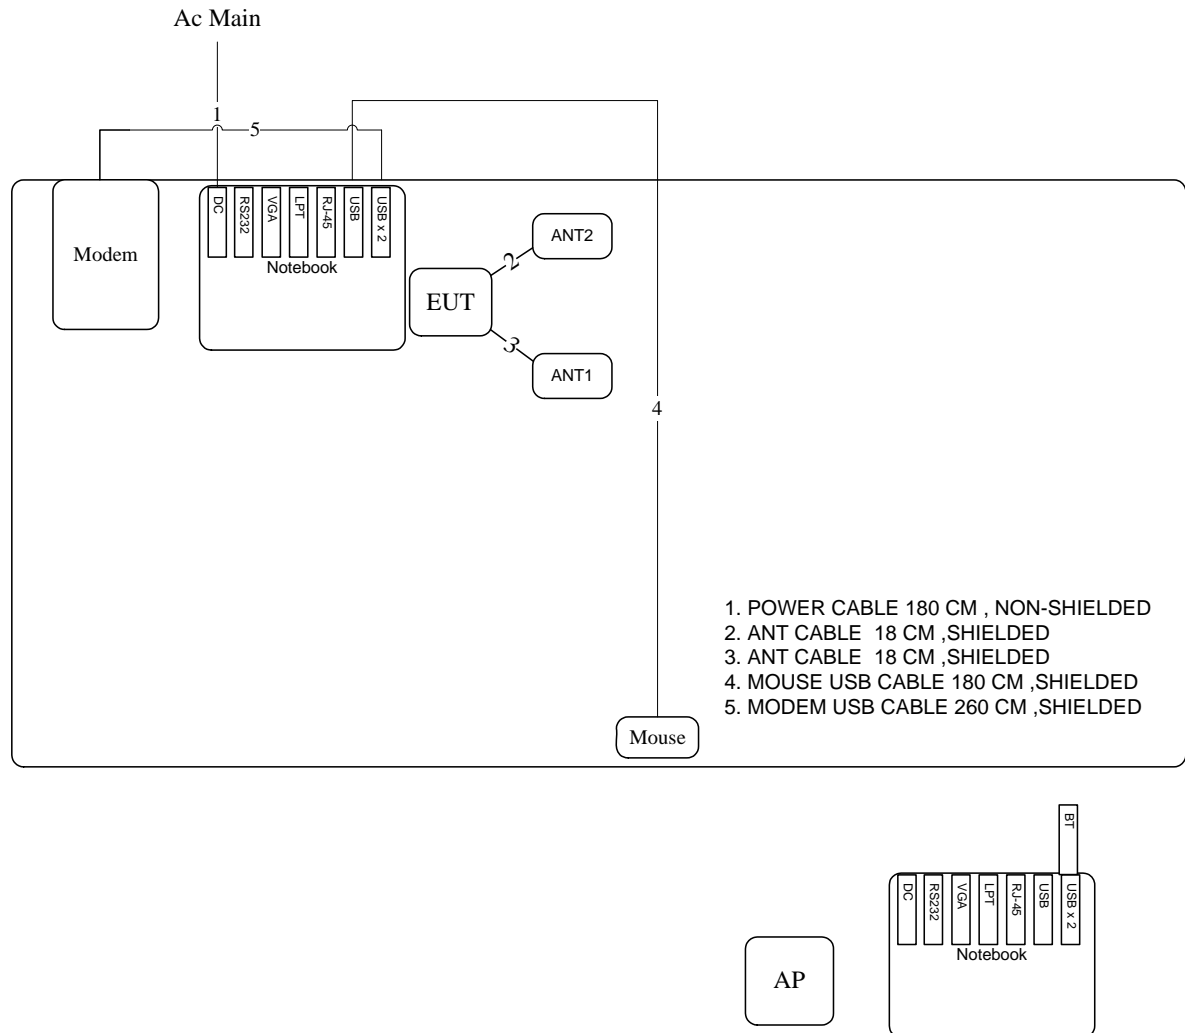 Ac Main
1
5
DC
RS232
VGA
LPT
RJ-45
USB
USB x 2
Notebook
Modem
ANT2
2
EUT
3
ANT1
4
1. POWER CABLE 180 CM , NON-SHIELDED
2. ANT CABLE  18 CM ,SHIELDED
3. ANT CABLE  18 CM ,SHIELDED
4. MOUSE USB CABLE 180 CM ,SHIELDED
5. MODEM USB CABLE 260 CM ,SHIELDED
Mouse
BT
DC
RS232
VGA
LPT
RJ-45
USB
USB x 2
Notebook
AP